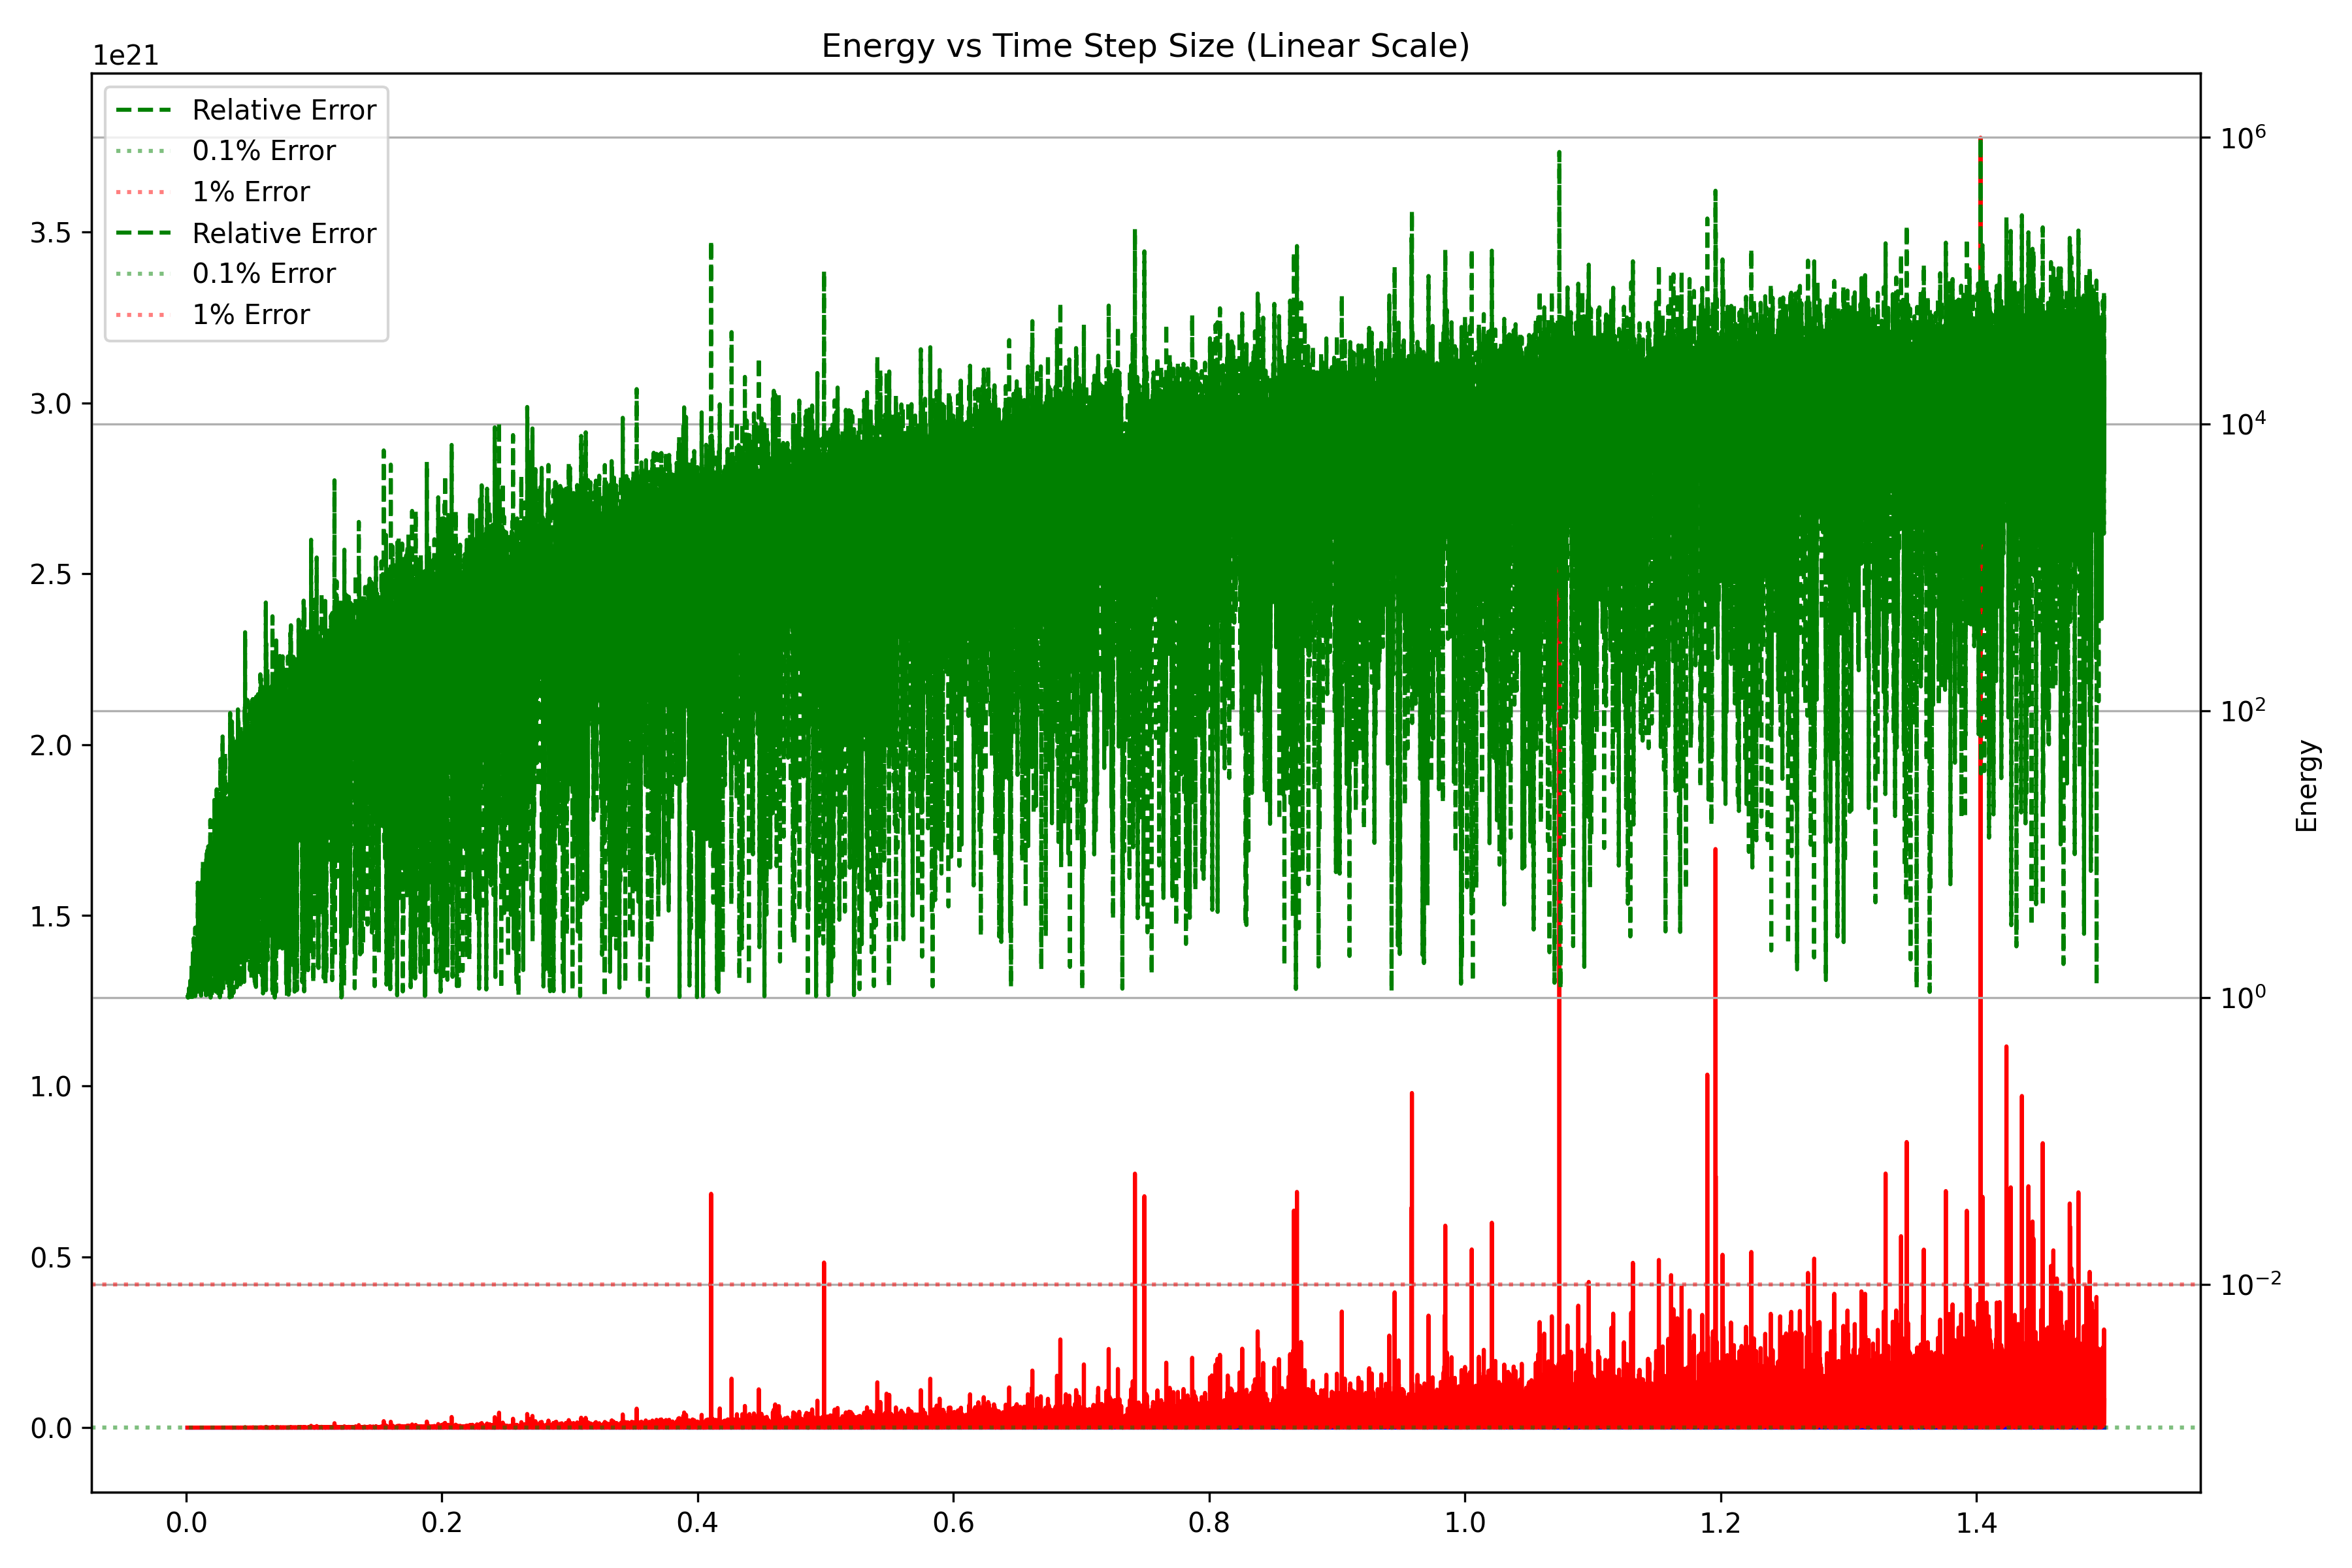 Energy vs Time Step Size (Linear Scale)
1e21
Relative Error
0.1% Error
1% Error
Relative Error
0.1% Error
1% Error
3.5
3.0
2.5
2.0
1.5
1.0
0.5
0.0
10⁶
10⁴
10²
10⁰
10⁻²
Energy
0.0 0.2 0.4 0.6 0.8 1.0 1.2 1.4